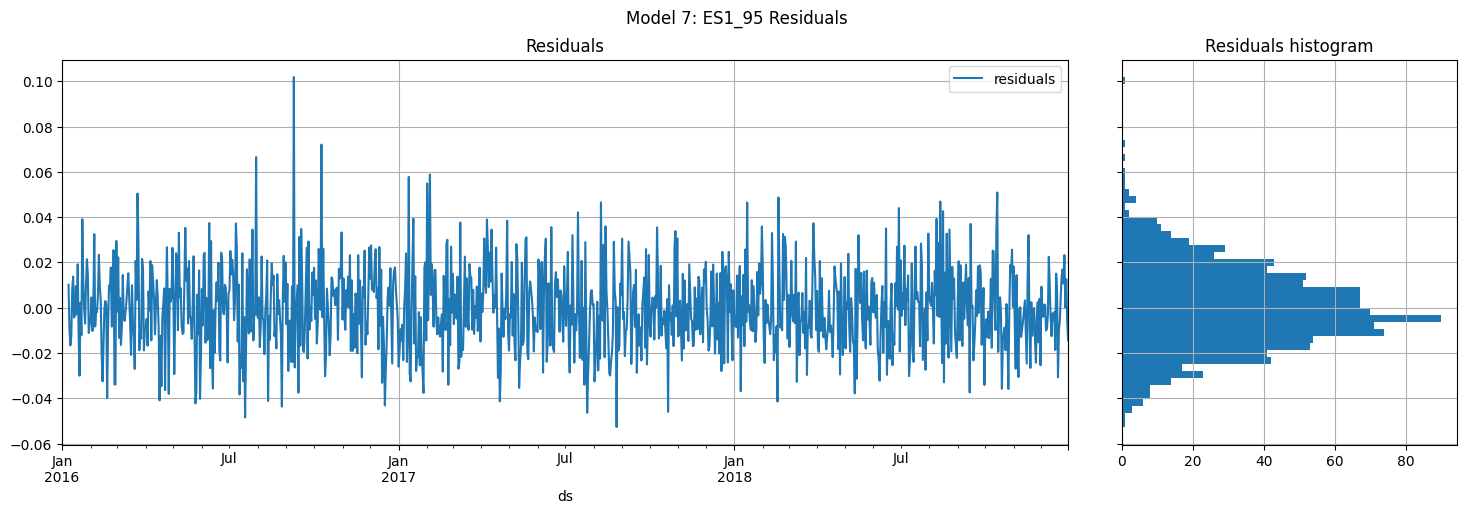 Model 7: ES1_95 Residuals
Residuals
residuals
0.10
0.08
0.06
0.04
0.02
0.00
−0.02
−0.04
−0.06
Jan
2016
Jul
Jan
2017
Jul
Jan
2018
Jul
ds
Residuals histogram
0
20
40
60
80